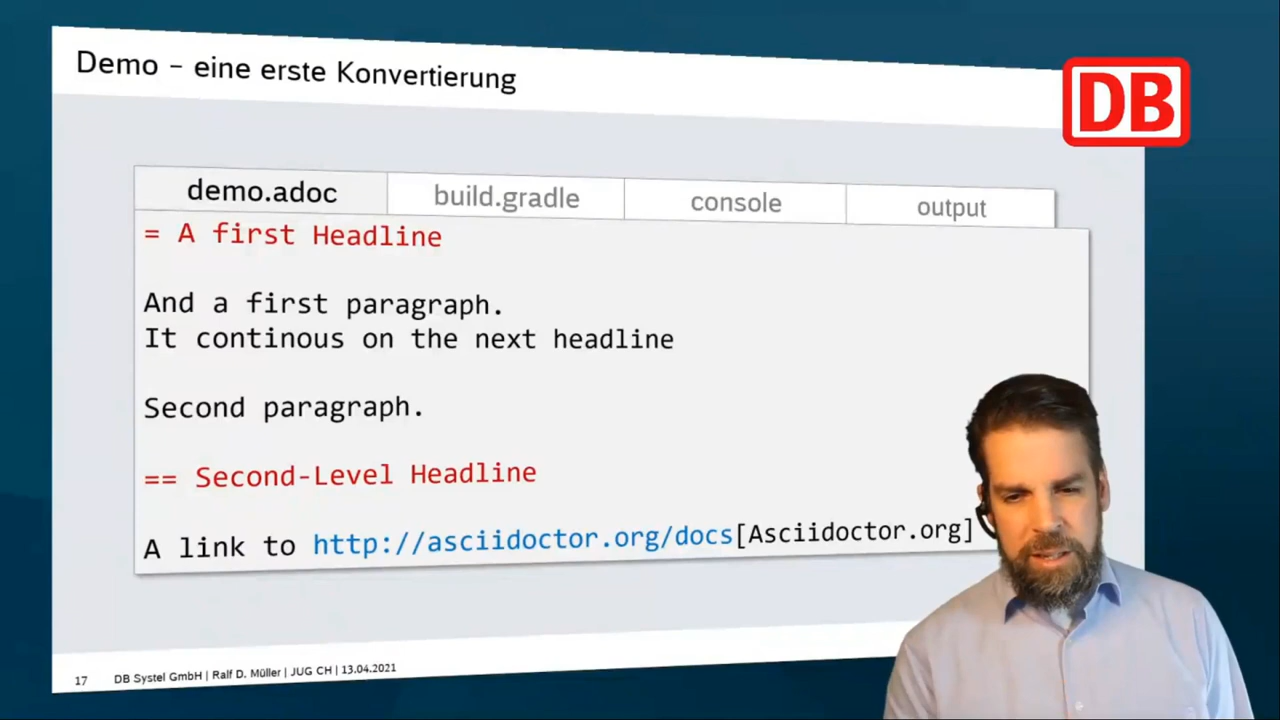 Demo – eine erste Konvertierung
DB
demo.adoc build.gradle console output
= A first Headline
And a first paragraph.
It continous on the next headline
Second paragraph.
== Second-Level Headline
A link to http://asciidoctor.org/docs[Asciidoctor.org]
17 DB Systel GmbH | Ralf D. Müller | JUG CH | 13.04.2021